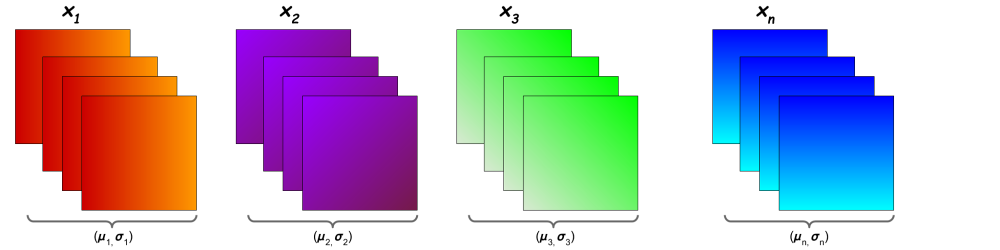 x₁
x₂
x₃
xₙ
(μ₁, σ₁)
(μ₂, σ₂)
(μ₃, σ₃)
(μₙ, σₙ)